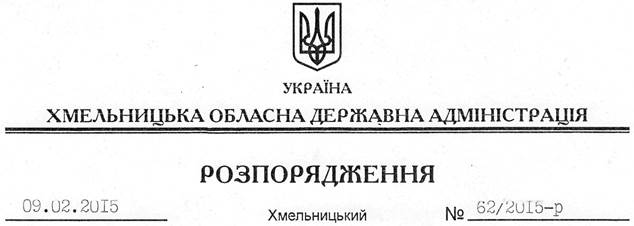 УКРАЇНА
ХМЕЛЬНИЦЬКА ОБЛАСНА ДЕРЖАВНА АДМІНІСТРАЦІЯ
РОЗПОРЯДЖЕННЯ
09.02.2015 Хмельницький № 62/2015-р